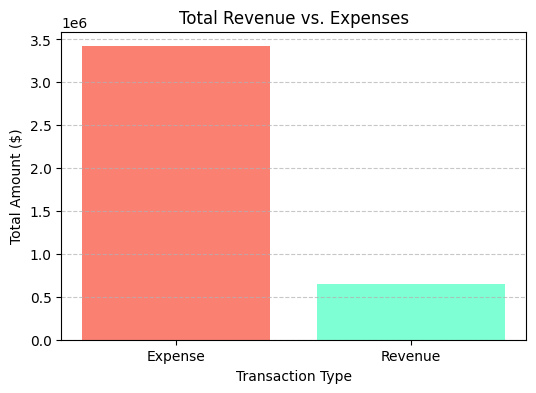 Total Revenue vs. Expenses
1e6
3.5
3.0
2.5
2.0
1.5
1.0
0.5
0.0
Total Amount ($)
Expense
Revenue
Transaction Type